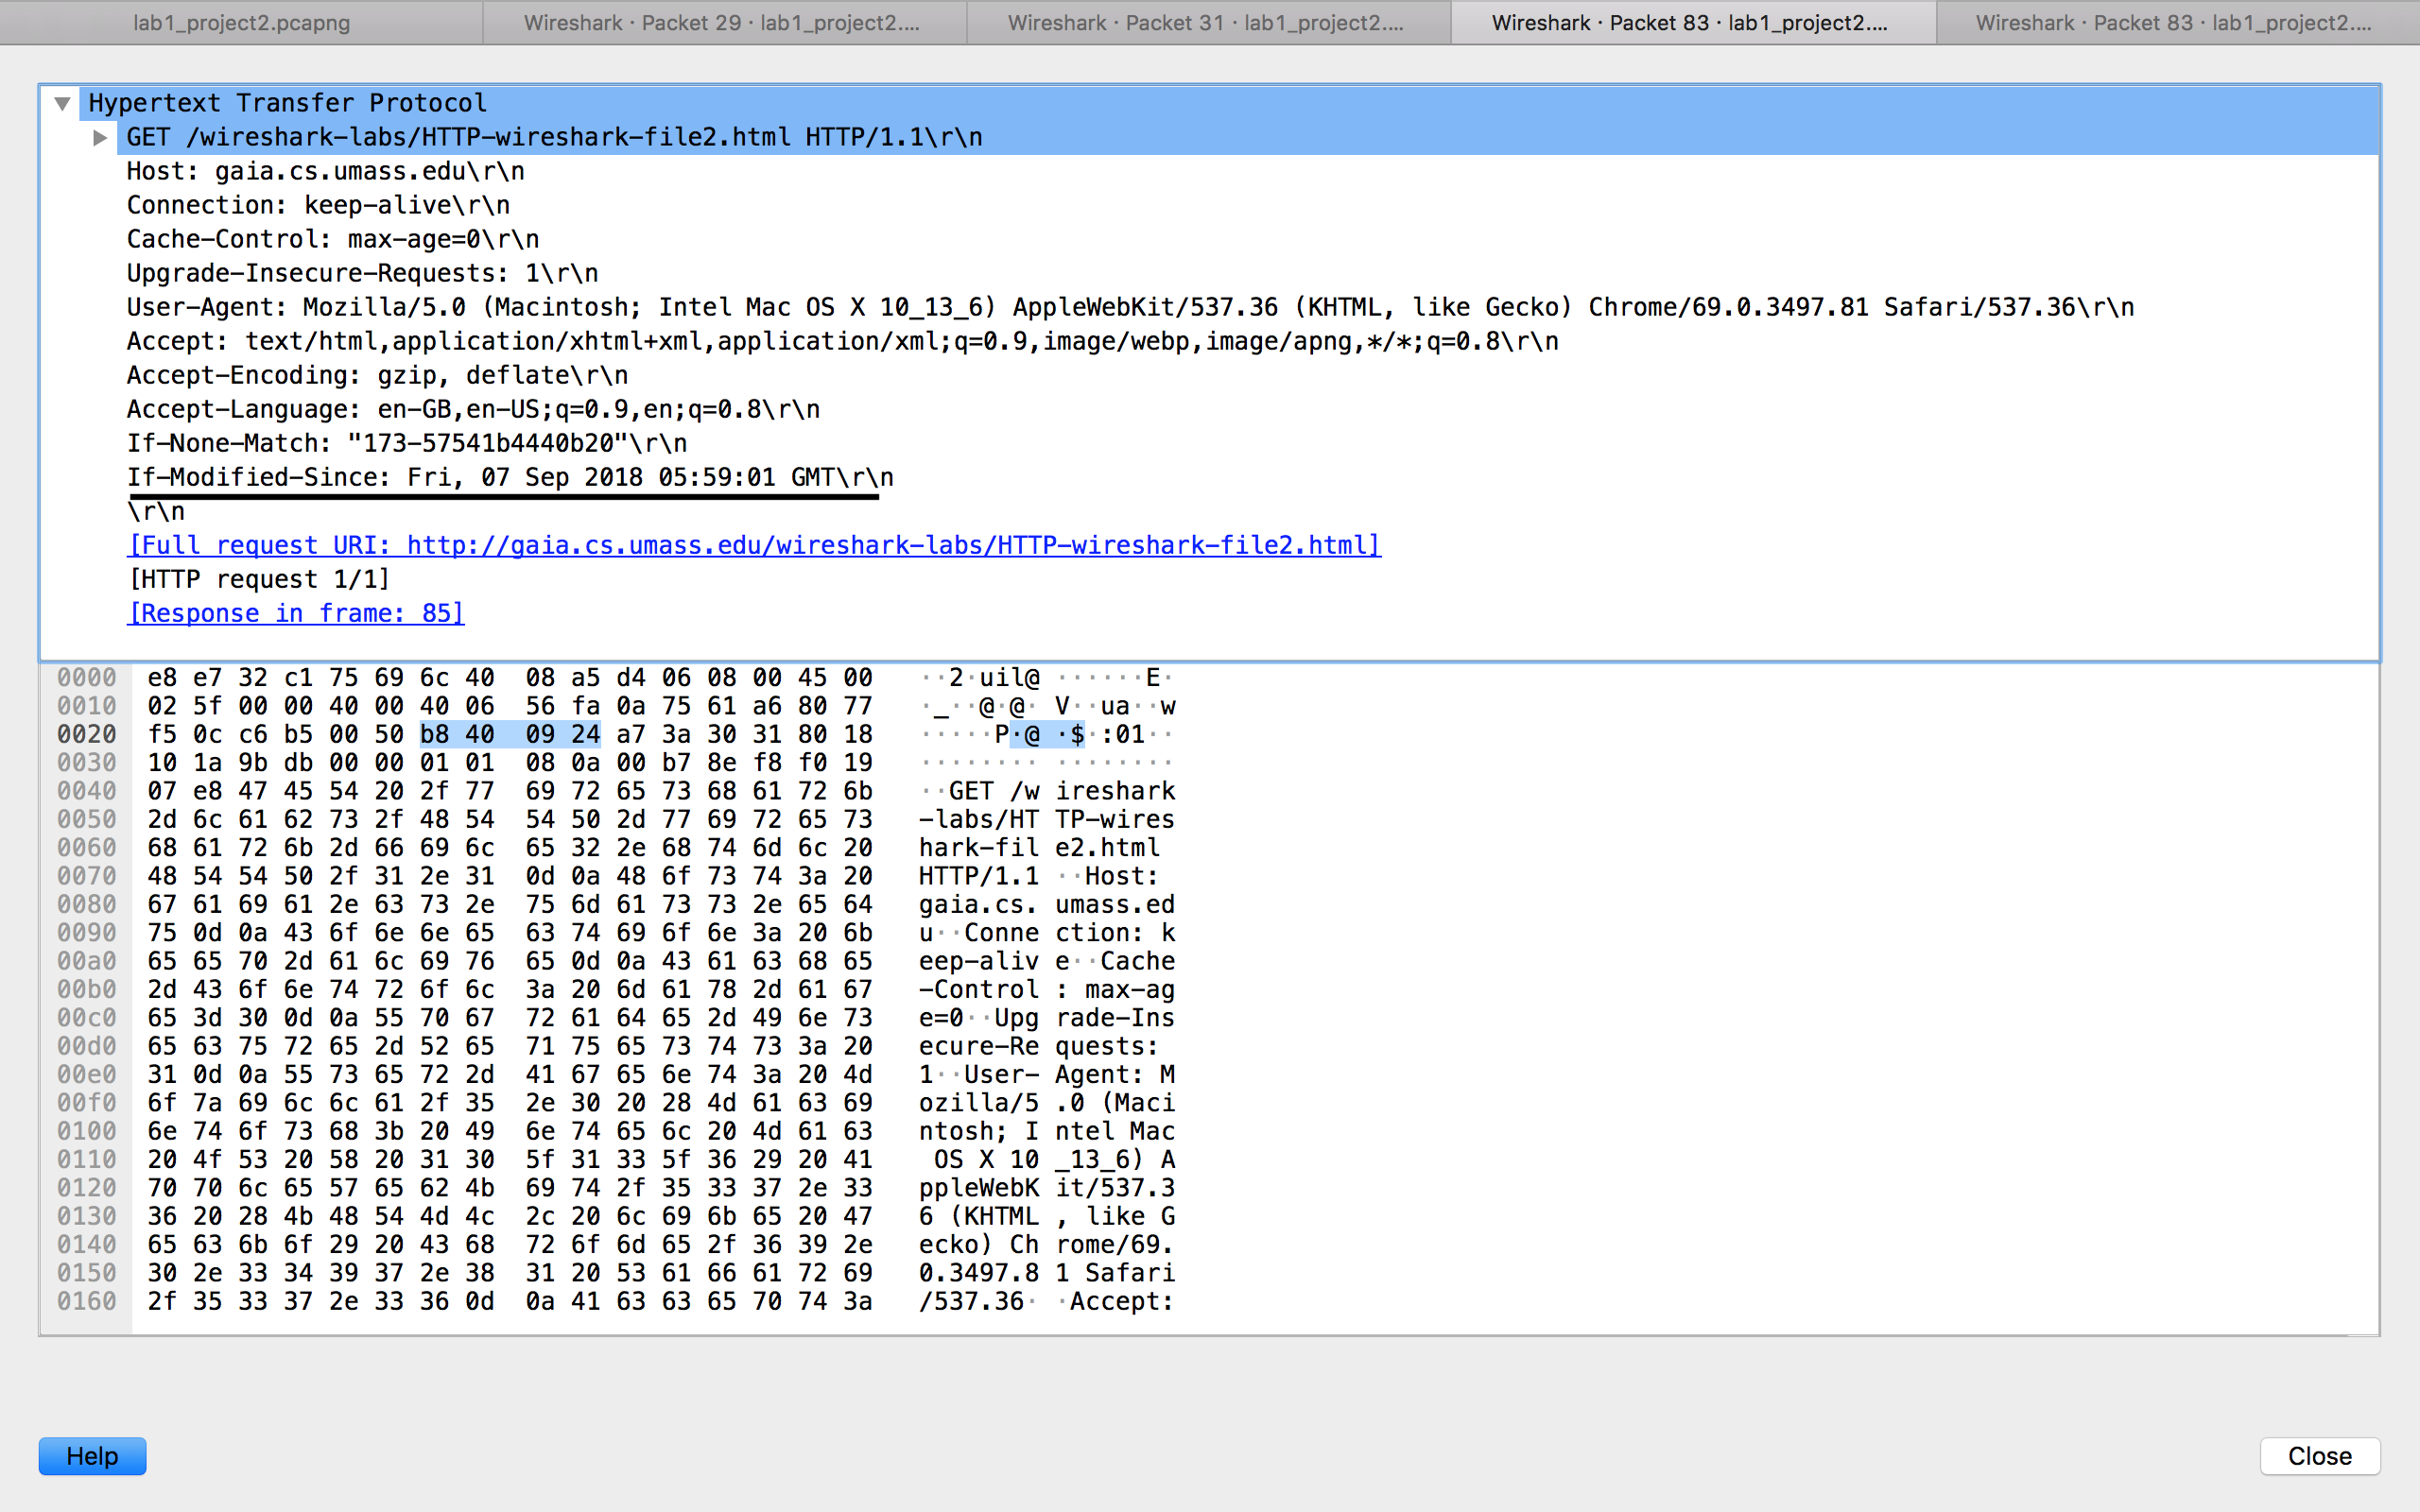 lab1_project2.pcapng
Wireshark · Packet 29 · lab1_project2....
Wireshark · Packet 31 · lab1_project2....
Wireshark · Packet 83 · lab1_project2....
Wireshark · Packet 83 · lab1_project2....
Hypertext Transfer Protocol
GET /wireshark-labs/HTTP-wireshark-file2.html HTTP/1.1\r\n
Host: gaia.cs.umass.edu\r\n
Connection: keep-alive\r\n
Cache-Control: max-age=0\r\n
Upgrade-Insecure-Requests: 1\r\n
User-Agent: Mozilla/5.0 (Macintosh; Intel Mac OS X 10_13_6) AppleWebKit/537.36 (KHTML, like Gecko) Chrome/69.0.3497.81 Safari/537.36\r\n
Accept: text/html,application/xhtml+xml,application/xml;q=0.9,image/webp,image/apng,*/*;q=0.8\r\n
Accept-Encoding: gzip, deflate\r\n
Accept-Language: en-GB,en-US;q=0.9,en;q=0.8\r\n
If-None-Match: "173-57541b4440b20"\r\n
If-Modified-Since: Fri, 07 Sep 2018 05:59:01 GMT\r\n
\r\n
[Full request URI: http://gaia.cs.umass.edu/wireshark-labs/HTTP-wireshark-file2.html]
[HTTP request 1/1]
[Response in frame: 85]
0000 e8 e7 32 c1 75 69 6c 40 08 a5 d4 06 08 00 45 00 ··2·uil@ ······E·
0010 02 5f 00 00 40 00 40 06 56 fa 0a 75 61 a6 80 77 ·_··@·@· V··ua··w
0020 f5 0c c6 b5 00 50 b8 40 09 24 a7 3a 30 31 80 18 ·····P·@ ·$·:01··
0030 10 1a 9b db 00 00 01 01 08 0a 00 b7 8e f8 f0 19 ········ ········
0040 07 e8 47 45 54 20 2f 77 69 72 65 73 68 61 72 6b ··GET /w ireshark
0050 2d 6c 61 62 73 2f 48 54 54 50 2d 77 69 72 65 73 -labs/HT TP-wires
0060 68 61 72 6b 2d 66 69 6c 65 32 2e 68 74 6d 6c 20 hark-fil e2.html
0070 48 54 54 50 2f 31 2e 31 0d 0a 48 6f 73 74 3a 20 HTTP/1.1 ··Host:
0080 67 61 69 61 2e 63 73 2e 75 6d 61 73 73 2e 65 64 gaia.cs. umass.ed
0090 75 0d 0a 43 6f 6e 6e 65 63 74 69 6f 6e 3a 20 6b u··Conne ction: k
00a0 65 65 70 2d 61 6c 69 76 65 0d 0a 43 61 63 68 65 eep-aliv e··Cache
00b0 2d 43 6f 6e 74 72 6f 6c 3a 20 6d 61 78 2d 61 67 -Control : max-ag
00c0 65 3d 30 0d 0a 55 70 67 72 61 64 65 2d 49 6e 73 e=0··Upg rade-Ins
00d0 65 63 75 72 65 2d 52 65 71 75 65 73 74 73 3a 20 ecure-Re quests:
00e0 31 0d 0a 55 73 65 72 2d 41 67 65 6e 74 3a 20 4d 1··User- Agent: M
00f0 6f 7a 69 6c 6c 61 2f 35 2e 30 20 28 4d 61 63 69 ozilla/5 .0 (Maci
0100 6e 74 6f 73 68 3b 20 49 6e 74 65 6c 20 4d 61 63 ntosh; I ntel Mac
0110 20 4f 53 20 58 20 31 30 5f 31 33 5f 36 29 20 41 OS X 10 _13_6) A
0120 70 70 6c 65 57 65 62 4b 69 74 2f 35 33 37 2e 33 ppleWebK it/537.3
0130 36 20 28 4b 48 54 4d 4c 2c 20 6c 69 6b 65 20 47 6 (KHTML , like G
0140 65 63 6b 6f 29 20 43 68 72 6f 6d 65 2f 36 39 2e ecko) Ch rome/69.
0150 30 2e 33 34 39 37 2e 38 31 20 53 61 66 61 72 69 0.3497.8 1 Safari
0160 2f 35 33 37 2e 33 36 0d 0a 41 63 63 65 70 74 3a /537.36· ·Accept:
Help
Close